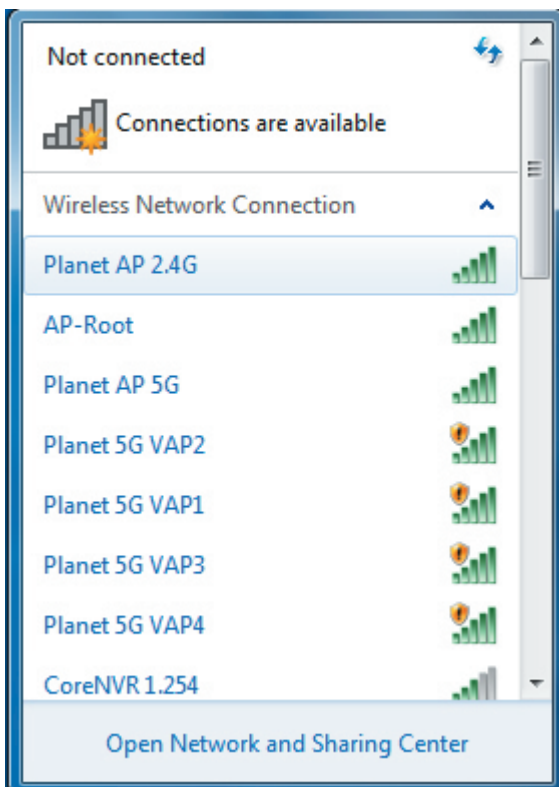 Not connected
Connections are available
Wireless Network Connection
Planet AP 2.4G
AP-Root
Planet AP 5G
Planet 5G VAP2
Planet 5G VAP1
Planet 5G VAP3
Planet 5G VAP4
CoreNVR 1.254
Open Network and Sharing Center